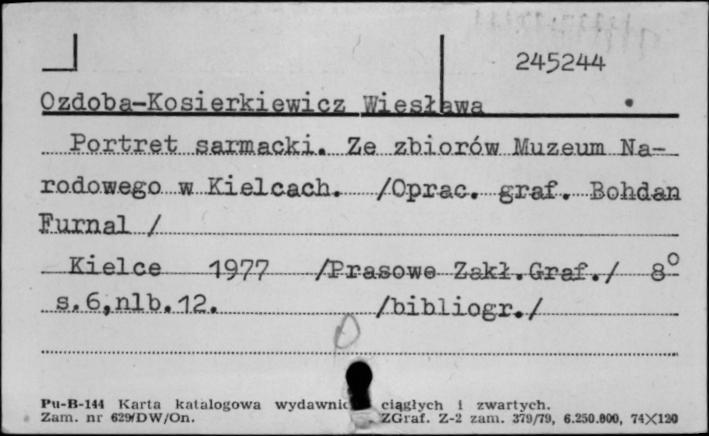 245244
Ozdoba-Kosierkiewicz Wiesława
Portret sarmacki. Ze zbiorów Muzeum Na-
rodowego w Kielcach. /Oprac. graf. Bohdan
Furnal /
Kielce 1977 /Prasowe Zakł.Graf./ 8°
s.6,nlb.12. /bibliogr./
Pu-B-144 Karta katalogowa wydawnic ciągłych i zwartych.
Zam. nr 629/DW/On. ZGraf. Z-2 zam. 379/79, 6.250.000, 74X120